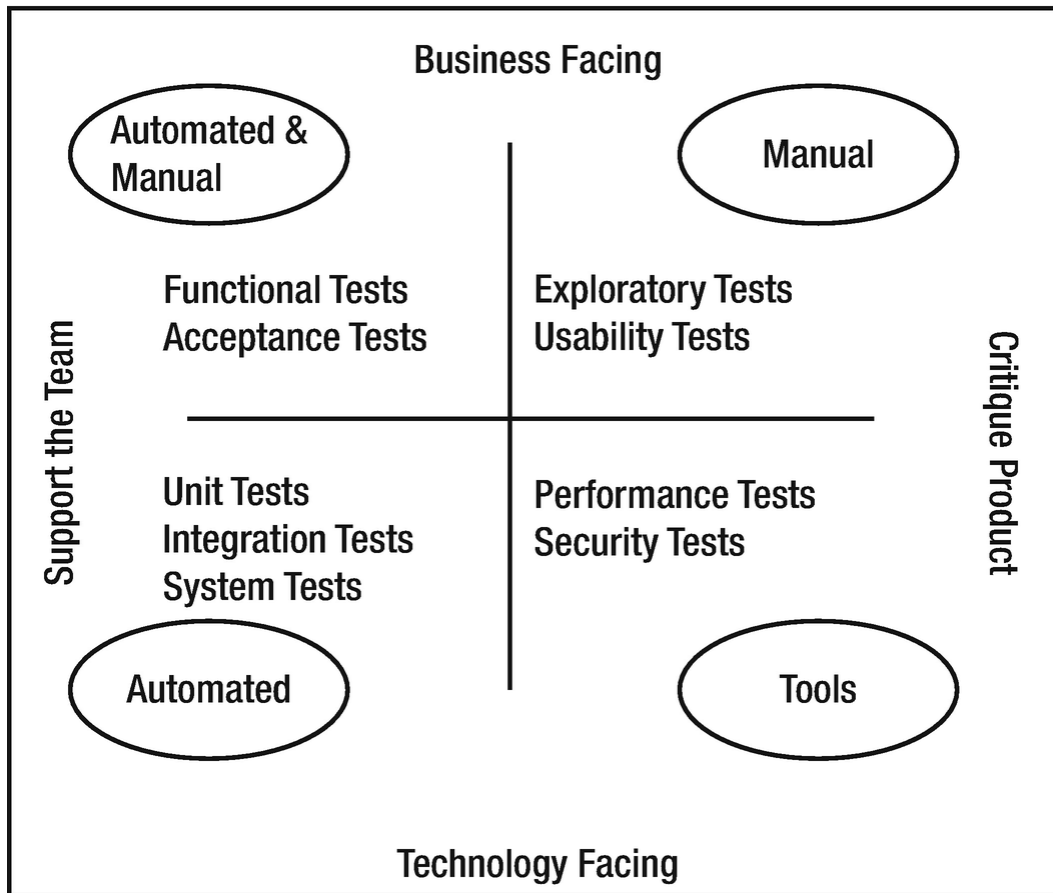 Business Facing
Automated &
Manual
Manual
Functional Tests
Acceptance Tests
Exploratory Tests
Usability Tests
Support the Team
Critique Product
Unit Tests
Integration Tests
System Tests
Performance Tests
Security Tests
Automated
Tools
Technology Facing